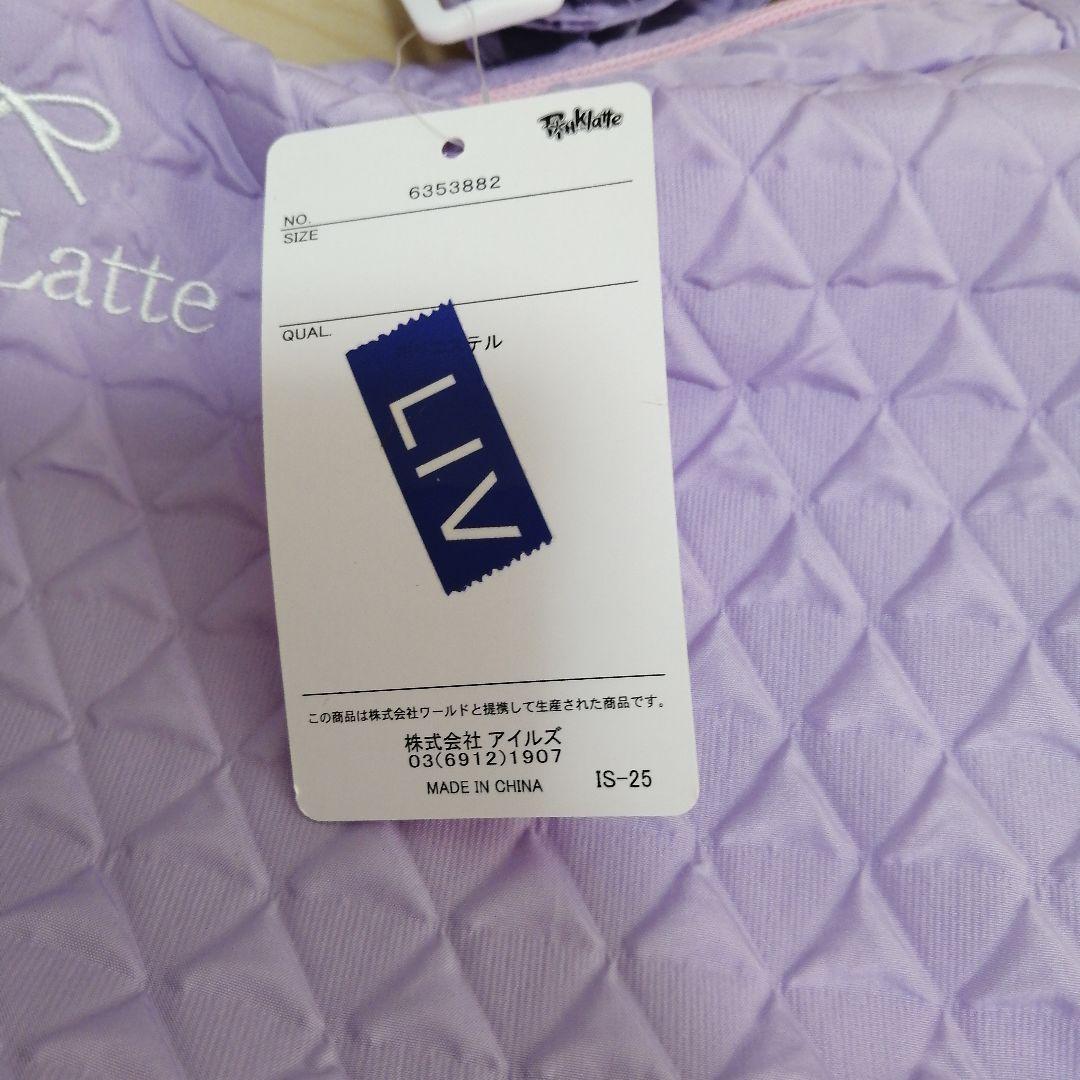 PinkLatte
6353882
NO.
SIZE
QUAL.
テル
LIV
この商品は株式会社ワールドと提携して生産された商品です。
株式会社 アイルズ
03(6912)1907
MADE IN CHINA
IS-25
Latte